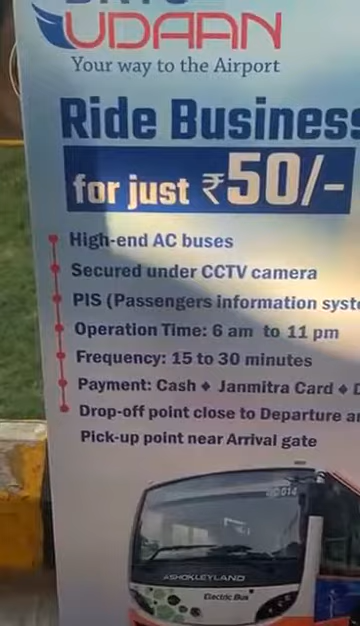 UDAAN
Your way to the Airport
Ride Business
for just ₹50/-
High-end AC buses
Secured under CCTV camera
PIS (Passengers information
Operation Time: 6 am to 11 pm
Frequency: 15 to 30 minutes
Payment: Cash ◆ Janmitra Card ◆
Drop-off point close to Departure
Pick-up point near Arrival gate
ASHOK LEYLAND
Electric Bus